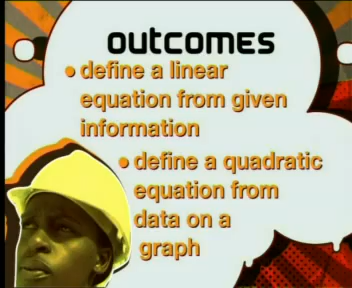 outcomes
• define a linear
equation from given
information
• define a quadratic
equation from
data on a
graph